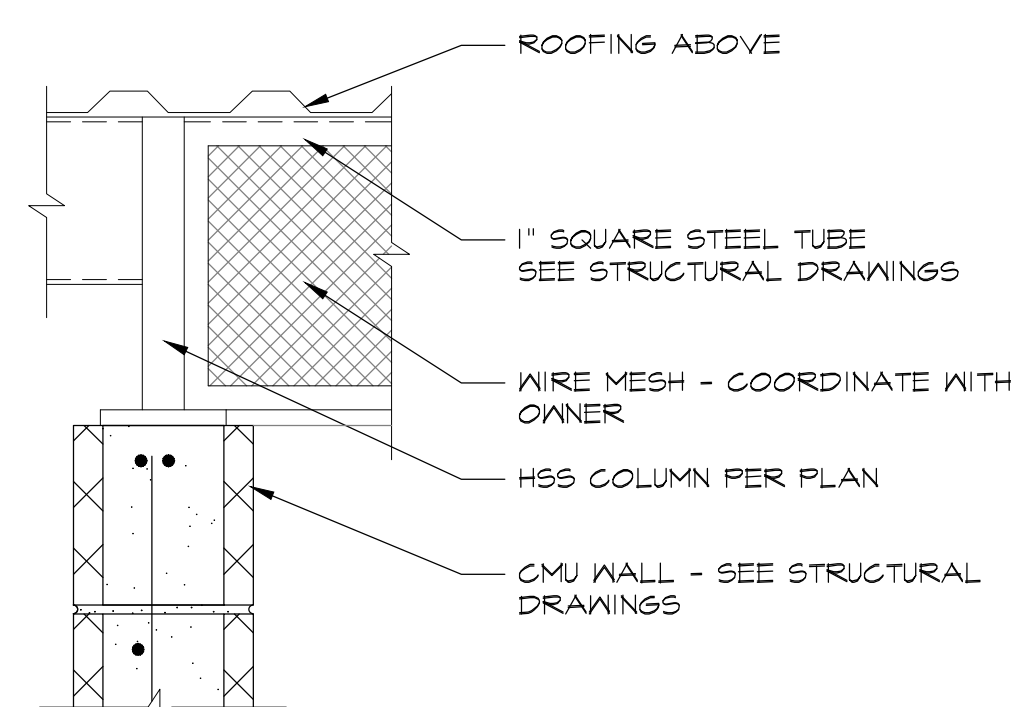 ROOFING ABOVE
1" SQUARE STEEL TUBE
SEE STRUCTURAL DRAWINGS
WIRE MESH - COORDINATE WITH
OWNER
HSS COLUMN PER PLAN
CMU WALL - SEE STRUCTURAL
DRAWINGS